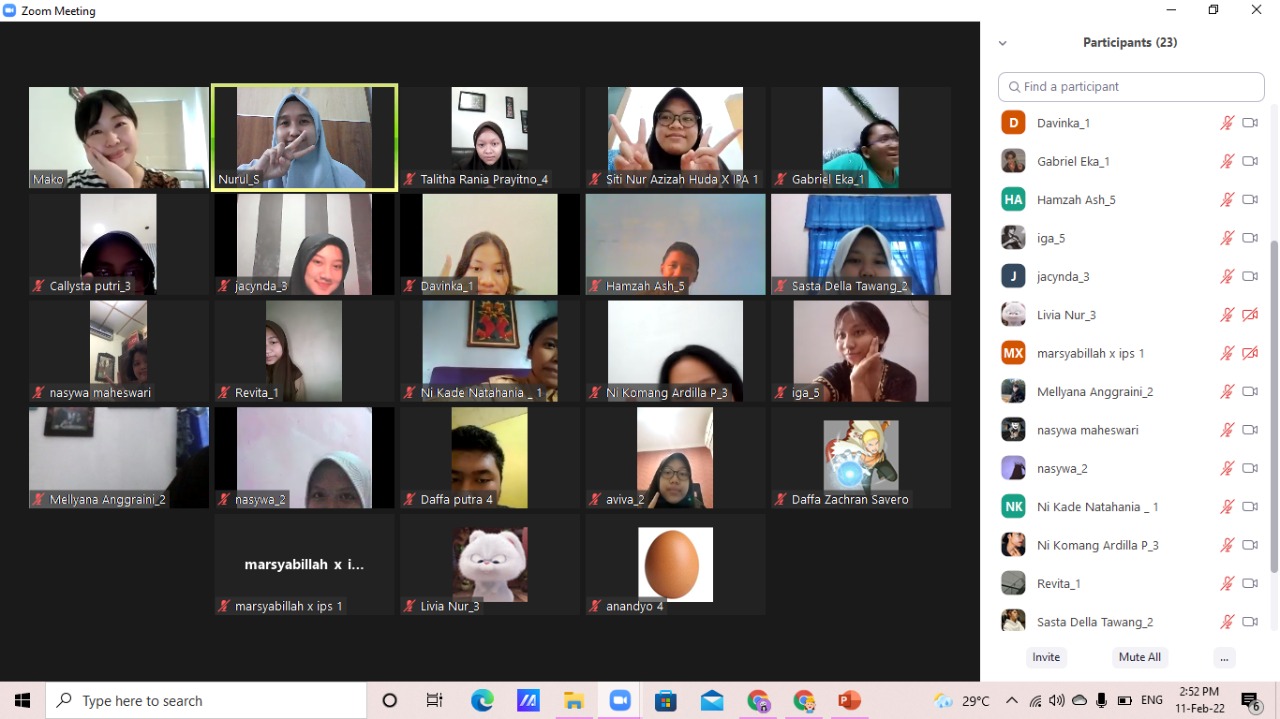 Zoom Meeting
Participants (23)
Find a participant
Mako
Nurul_S
Talitha Rania Prayitno_4
Siti Nur Azizah Huda X IPA 1
Gabriel Eka_1
Callysta putri_3
jacynda_3
Davinka_1
Hamzah Ash_5
Sasta Della Tawang_2
nasywa maheswari
Revita_1
Ni Kade Natahania _ 1
Ni Komang Ardilla P_3
iga_5
Mellyana Anggraini_2
nasywa_2
Daffa putra 4
aviva_2
Daffa Zachran Savero
marsyabillah x i...
marsyabillah x ips 1
Livia Nur_3
anandyo 4
D Davinka_1
Gabriel Eka_1
HA Hamzah Ash_5
iga_5
J jacynda_3
Livia Nur_3
MX marsyabillah x ips 1
Mellyana Anggraini_2
nasywa maheswari
nasywa_2
NK Ni Kade Natahania _ 1
Ni Komang Ardilla P_3
Revita_1
Sasta Della Tawang_2
Invite Mute All ...
Type here to search
29°C
ENG
2:52 PM
11-Feb-22
6